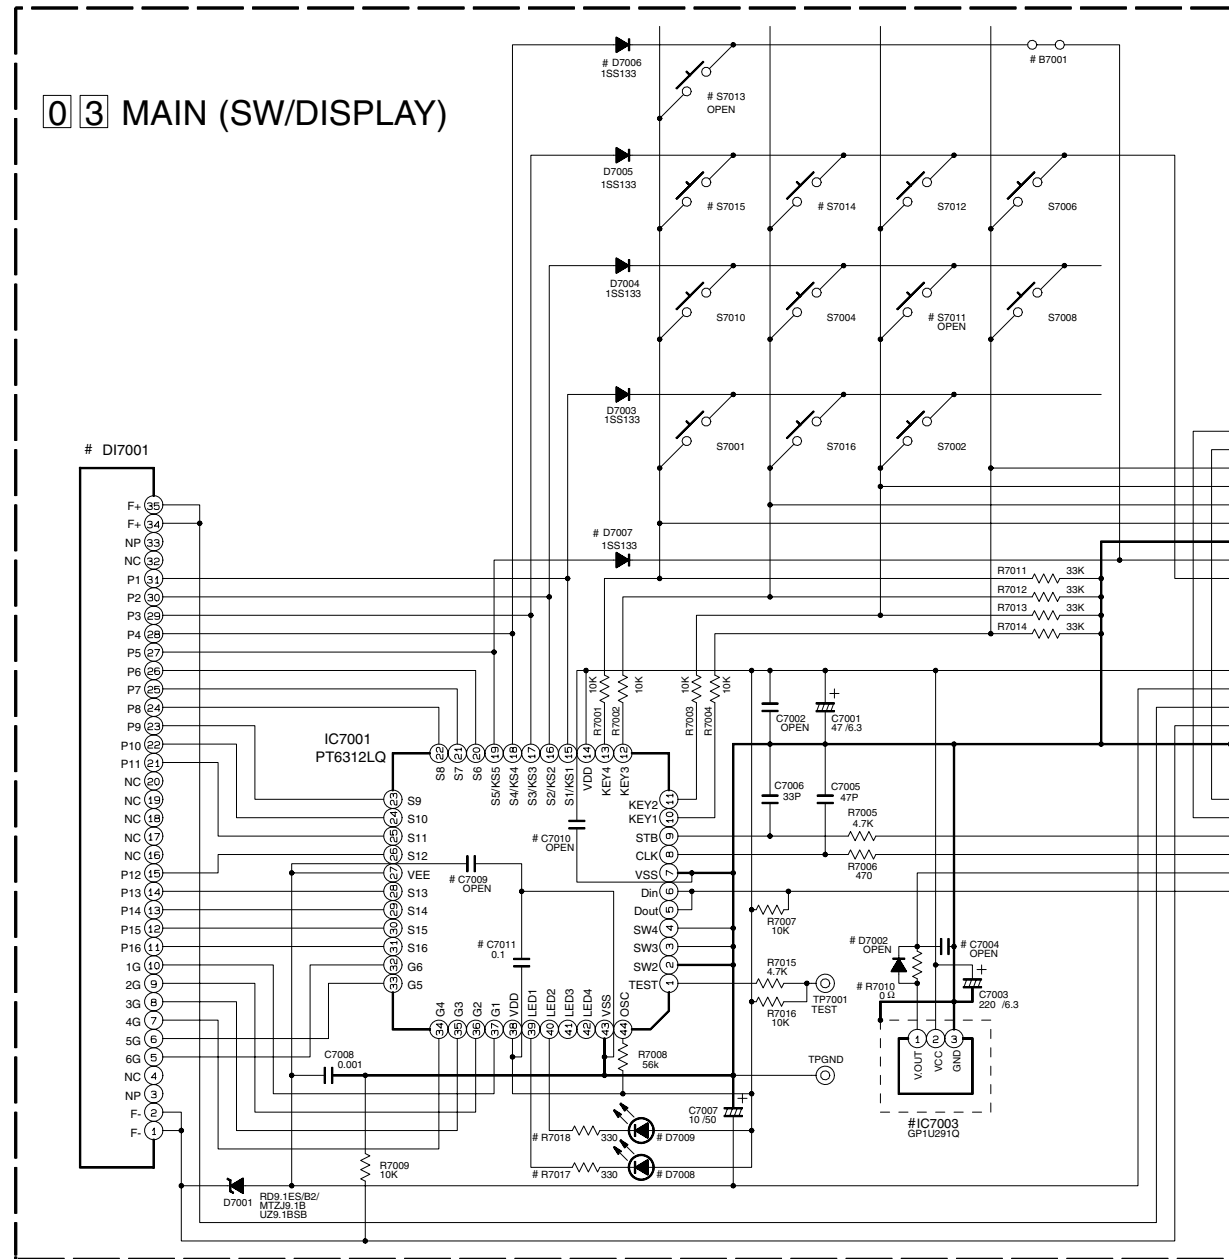 0 3 MAIN (SW/DISPLAY)
# D7006
1SS133
# S7013
OPEN
# B7001
D7005
1SS133
# S7015
# S7014
S7012
S7006
D7004
1SS133
S7010
S7004
# S7011
OPEN
S7008
D7003
1SS133
S7001
S7016
S7002
# D7007
1SS133
R7011 33K
R7012 33K
R7013 33K
R7014 33K
# DI7001
F+ 35
F+ 34
NP 33
NC 32
P1 31
P2 30
P3 29
P4 28
P5 27
P6 26
P7 25
P8 24
P9 23
P10 22
P11 21
NC 20
NC 19
NC 18
NC 17
NC 16
P12 15
P13 14
P14 13
P15 12
P16 11
1G 10
2G 9
3G 8
4G 7
5G 6
6G 5
NC 4
NP 3
F- 2
F- 1
IC7001
PT6312LQ
22 S8
21 S7
20 S6
19 S5/KS5
18 S4/KS4
17 S3/KS3
16 S2/KS2
15 S1/KS1
14 VDD
13 KEY4
12 KEY3
R7001 10K
R7002 10K
R7003 10K
R7004 10K
C7002
OPEN
+
C7001
47 /6.3
C7006
33P
C7005
47P
R7005
4.7K
R7006
470
KEY2 11
KEY1 10
STB 9
CLK 8
VSS 7
Din 6
Dout 5
SW4 4
SW3 3
SW2 2
TEST 1
23 S9
24 S10
25 S11
26 S12
27 VEE
28 S13
29 S14
30 S15
31 S16
32 G6
33 G5
34 G4
35 G3
36 G2
37 G1
38 VDD
39 LED1
40 LED2
41 LED3
42 LED4
43 VSS
44 OSC
# C7010
OPEN
# C7009
OPEN
# C7011
0.1
R7007
10K
R7015
4.7K
R7016
10K
TP7001
TEST
R7008
56k
TPGND
C7008
0.001
C7007
10 /50
+
# R7018 330 # D7009
# R7017 330 # D7008
R7009
10K
D7001
RD9.1ES/B2/
MTZJ9.1B
UZ9.1BSB
# D7002
OPEN
# C7004
OPEN
# R7010
0 Ω
+
C7003
220 /6.3
1 V.OUT
2 VCC
3 GND
#IC7003
GP1U291Q